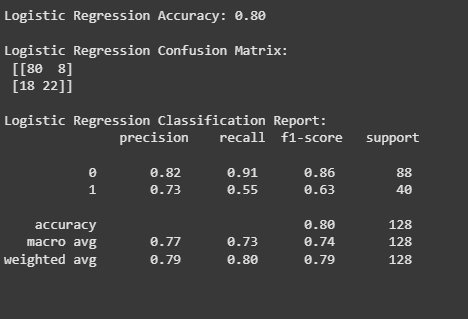 Logistic Regression Accuracy: 0.80
Logistic Regression Confusion Matrix:
[[80  8]
[18 22]]
Logistic Regression Classification Report:
precision recall f1-score support
0 0.82 0.91 0.86 88
1 0.73 0.55 0.63 40
accuracy 0.80 128
macro avg 0.77 0.73 0.74 128
weighted avg 0.79 0.80 0.79 128